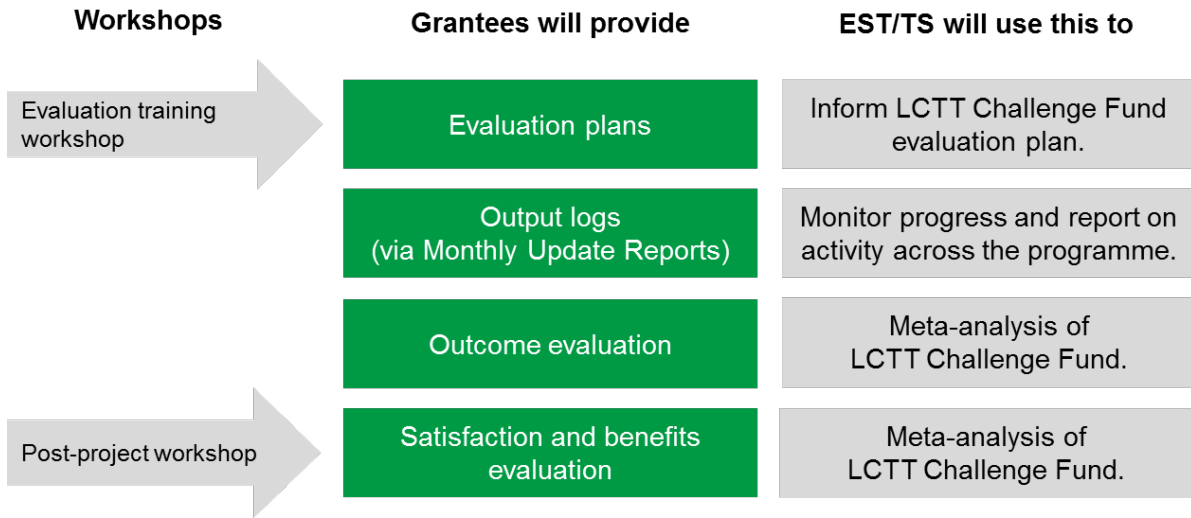 Workshops
Grantees will provide
EST/TS will use this to
Evaluation training
workshop
Evaluation plans
Inform LCTT Challenge Fund
evaluation plan.
Output logs
(via Monthly Update Reports)
Monitor progress and report on
activity across the programme.
Outcome evaluation
Meta-analysis of
LCTT Challenge Fund.
Post-project workshop
Satisfaction and benefits
evaluation
Meta-analysis of
LCTT Challenge Fund.